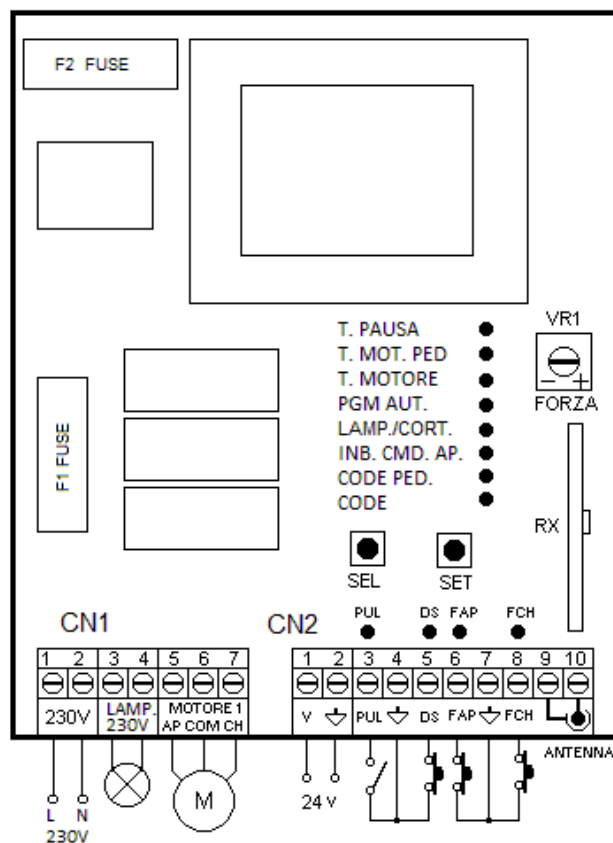 F2 FUSE
T. PAUSA
T. MOT. PED
T. MOTORE
PGM AUT.
LAMP./CORT.
INB. CMD. AP.
CODE PED.
CODE
VR1
- +
FORZA
F1 FUSE
RX
SEL
SET
CN1
CN2
PUL DS FAP FCH
1 2 3 4 5 6 7
1 2 3 4 5 6 7 8 9 10
230V
LAMP.
230V
MOTORE 1
AP COM CH
V PUL DS FAP FCH
ANTENNA
L N
230V
M
24 V